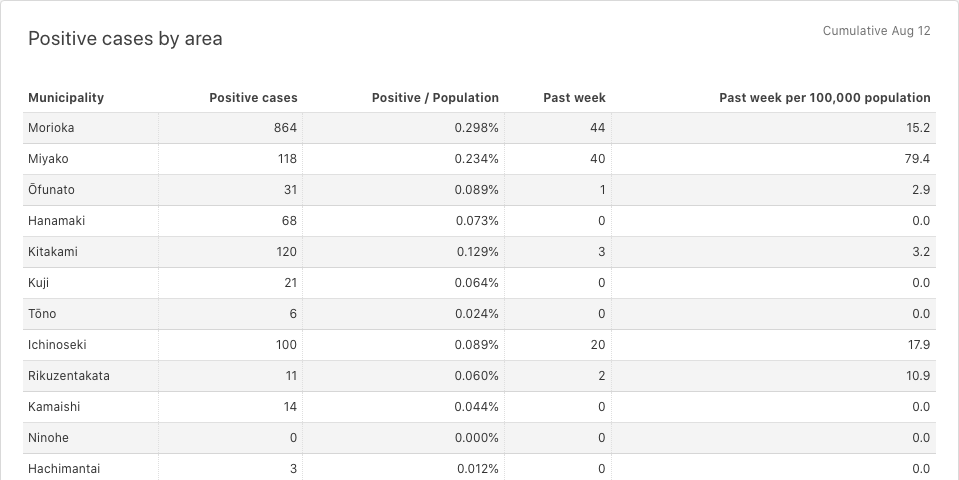 Positive cases by area
Cumulative Aug 12
Municipality Positive cases Positive / Population Past week Past week per 100,000 population
Morioka 864 0.298% 44 15.2
Miyako 118 0.234% 40 79.4
Ōfunato 31 0.089% 1 2.9
Hanamaki 68 0.073% 0 0.0
Kitakami 120 0.129% 3 3.2
Kuji 21 0.064% 0 0.0
Tōno 6 0.024% 0 0.0
Ichinoseki 100 0.089% 20 17.9
Rikuzentakata 11 0.060% 2 10.9
Kamaishi 14 0.044% 0 0.0
Ninohe 0 0.000% 0 0.0
Hachimantai 3 0.012% 0 0.0